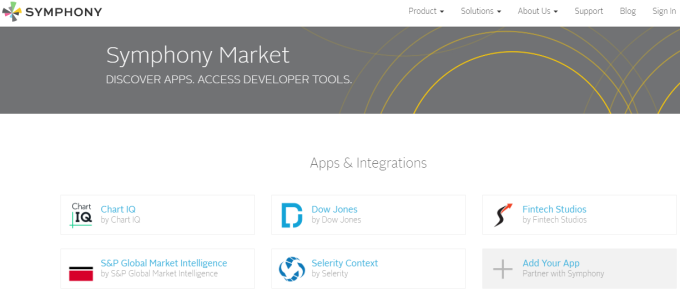 SYMPHONY
Product Solutions About Us Support Blog Sign In
Symphony Market
DISCOVER APPS. ACCESS DEVELOPER TOOLS.
Apps & Integrations
Chart IQ
Chart IQ
by Chart IQ
Dow Jones
by Dow Jones
Fintech Studios
by Fintech Studios
S&P Global Market Intelligence
by S&P Global Market Intelligence
Selerity Context
by Selerity
Add Your App
Partner with Symphony